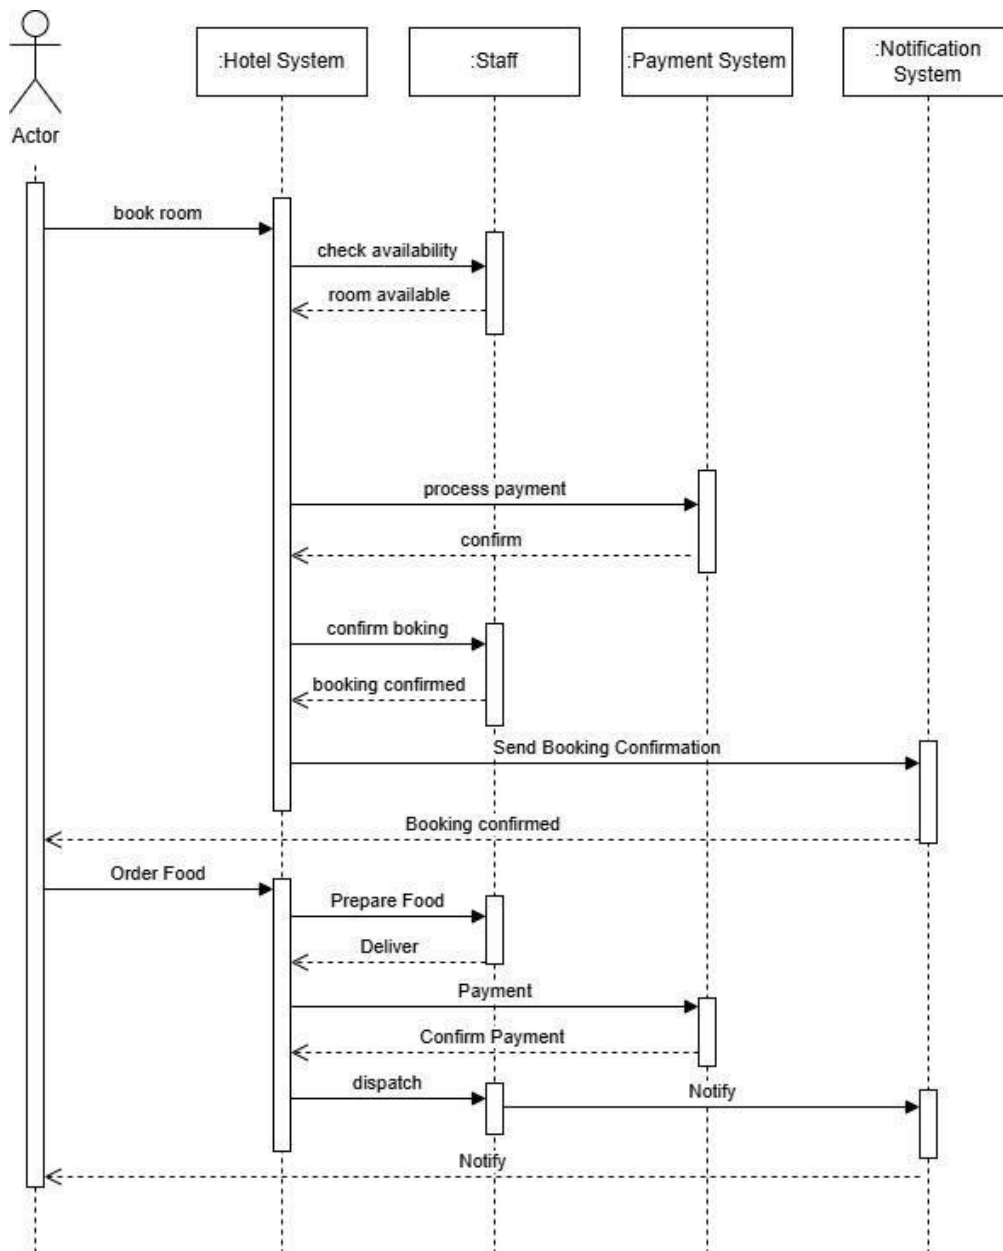 :Hotel System
:Staff
:Payment System
:Notification
System
Actor
book room
check availability
room available
process payment
confirm
confirm boking
booking confirmed
Send Booking Confirmation
Booking confirmed
Order Food
Prepare Food
Deliver
Payment
Confirm Payment
dispatch
Notify
Notify